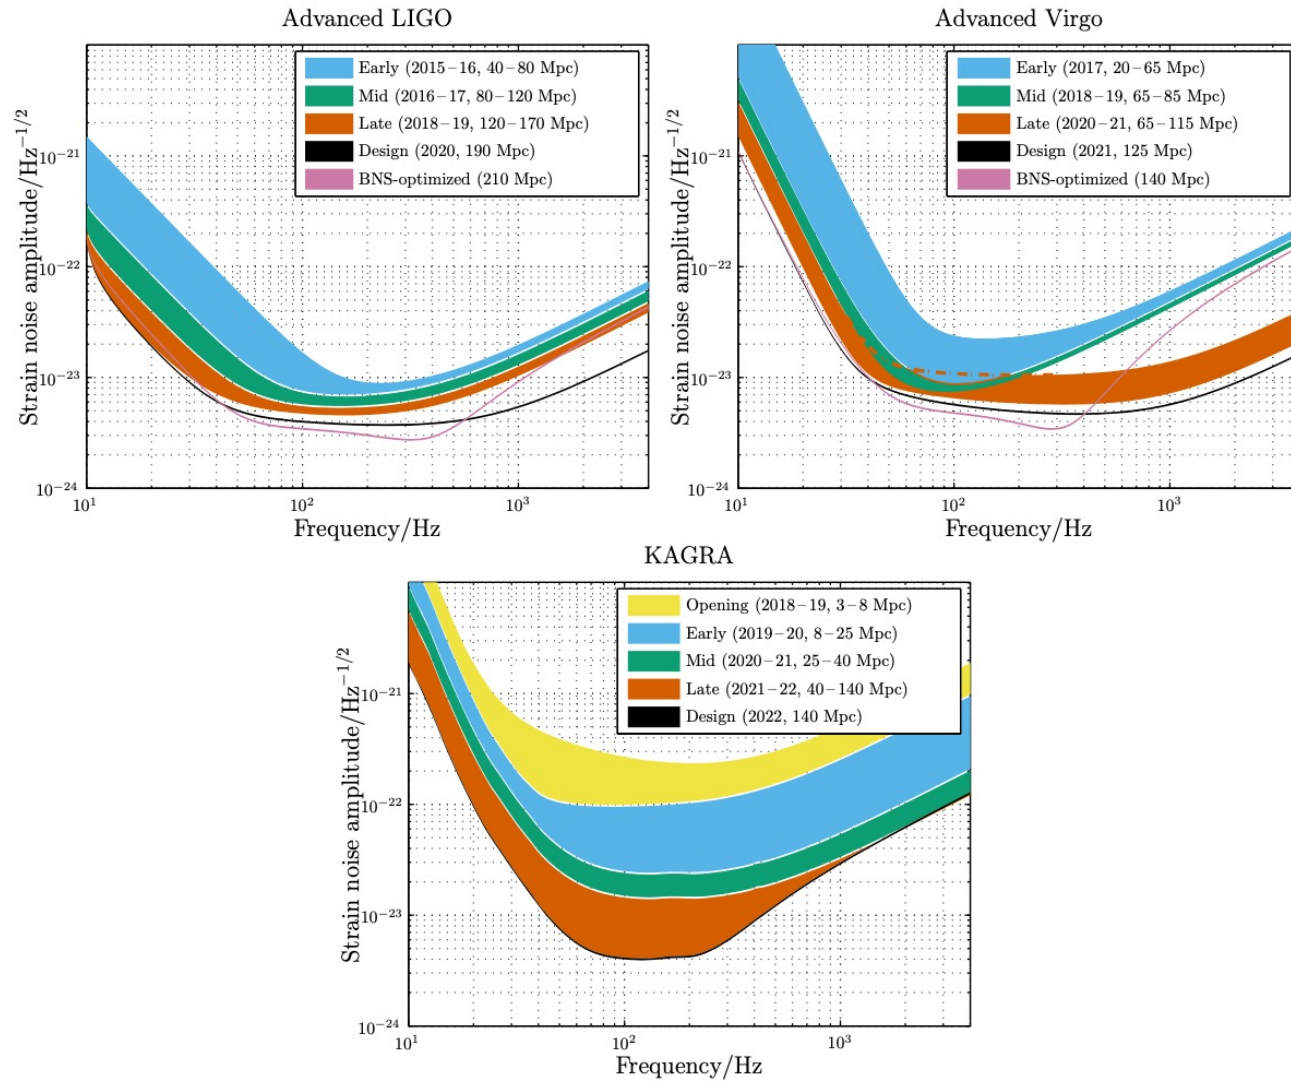 Advanced LIGO
Strain noise amplitude/Hz⁻¹/²
10⁻²¹
10⁻²²
10⁻²³
10⁻²⁴
Early (2015–16, 40–80 Mpc)
Mid (2016–17, 80–120 Mpc)
Late (2018–19, 120–170 Mpc)
Design (2020, 190 Mpc)
BNS-optimized (210 Mpc)
10¹ 10² 10³
Frequency/Hz
Advanced Virgo
Strain noise amplitude/Hz⁻¹/²
10⁻²¹
10⁻²²
10⁻²³
10⁻²⁴
Early (2017, 20–65 Mpc)
Mid (2018–19, 65–85 Mpc)
Late (2020–21, 65–115 Mpc)
Design (2021, 125 Mpc)
BNS-optimized (140 Mpc)
10¹ 10² 10³
Frequency/Hz
KAGRA
Strain noise amplitude/Hz⁻¹/²
10⁻²¹
10⁻²²
10⁻²³
10⁻²⁴
Opening (2018–19, 3–8 Mpc)
Early (2019–20, 8–25 Mpc)
Mid (2020–21, 25–40 Mpc)
Late (2021–22, 40–140 Mpc)
Design (2022, 140 Mpc)
10¹ 10² 10³
Frequency/Hz